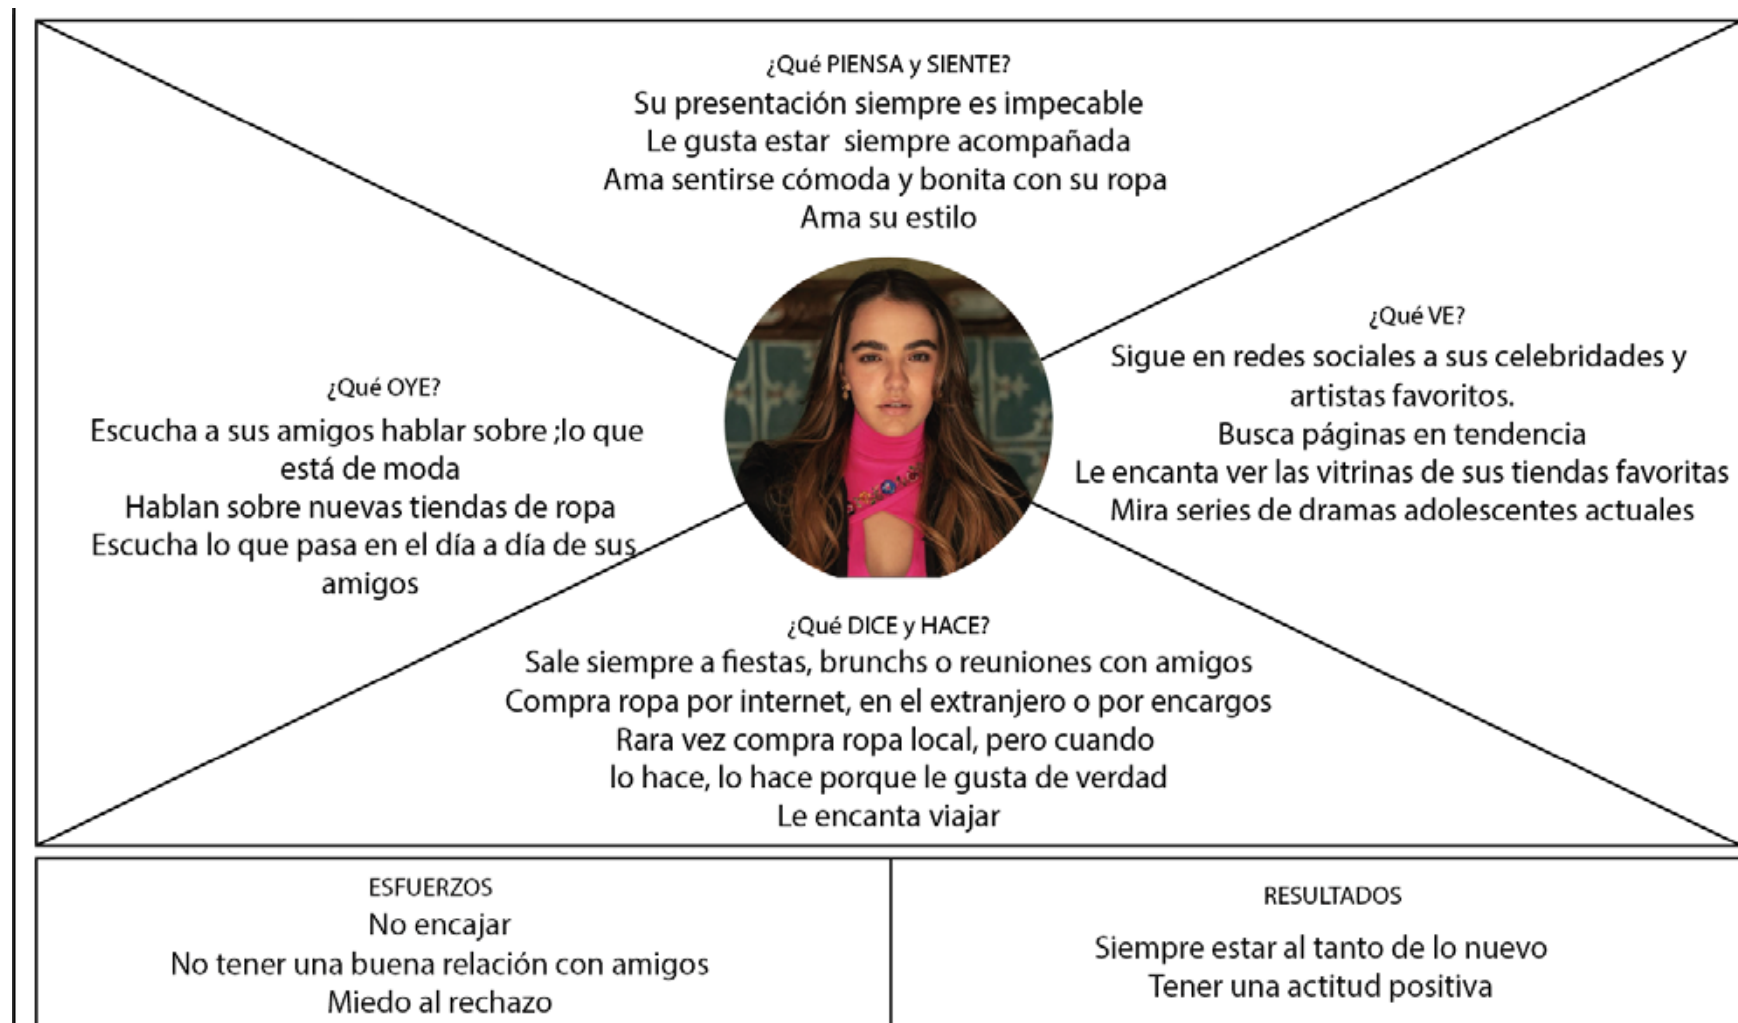 ¿Qué PIENSA y SIENTE?
Su presentación siempre es impecable
Le gusta estar  siempre acompañada
Ama sentirse cómoda y bonita con su ropa
Ama su estilo
¿Qué OYE?
Escucha a sus amigos hablar sobre ;lo que
está de moda
Hablan sobre nuevas tiendas de ropa
Escucha lo que pasa en el día a día de sus
amigos
¿Qué VE?
Sigue en redes sociales a sus celebridades y
artistas favoritos.
Busca páginas en tendencia
Le encanta ver las vitrinas de sus tiendas favoritas
Mira series de dramas adolescentes actuales
¿Qué DICE y HACE?
Sale siempre a fiestas, brunchs o reuniones con amigos
Compra ropa por internet, en el extranjero o por encargos
Rara vez compra ropa local, pero cuando
lo hace, lo hace porque le gusta de verdad
Le encanta viajar
ESFUERZOS
No encajar
No tener una buena relación con amigos
Miedo al rechazo
RESULTADOS
Siempre estar al tanto de lo nuevo
Tener una actitud positiva